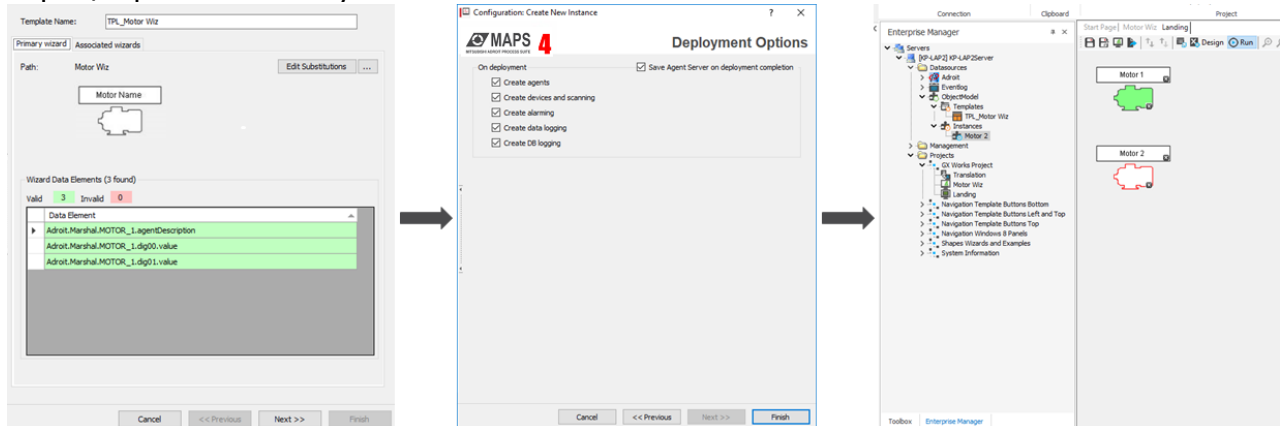 Template Name: TPL_Motor Wiz
Primary wizard Associated wizards
Path: Motor Wiz Edit Substitutions ...
Motor Name
Wizard Data Elements (3 found)
Valid 3 Invalid 0
Data Element
Adroit.Marshal.MOTOR_1.agentDescription
Adroit.Marshal.MOTOR_1.dig00.value
Adroit.Marshal.MOTOR_1.dig01.value
Cancel << Previous Next >> Finish
Configuration: Create New Instance ? ×
MAPS 4
MITSUBISHI ADROIT PROCESS SUITE
Deployment Options
On deployment
Save Agent Server on deployment completion
Create agents
Create devices and scanning
Create alarming
Create data logging
Create DB logging
Cancel << Previous Next >> Finish
Connection Clipboard Project
Enterprise Manager
Servers
[KP-LAP2] KP-LAP2Server
Datasources
Adroit
Eventlog
ObjectModel
Templates
TPL_Motor Wiz
Instances
Motor 2
Management
Projects
GX Works Project
Translation
Motor Wiz
Landing
Navigation Template Buttons Bottom
Navigation Template Buttons Left and Top
Navigation Template Buttons Top
Navigation Windows 8 Panels
Shapes Wizards and Examples
System Information
Toolbox Enterprise Manager
Start Page Motor Wiz Landing
Design Run
Motor 1
Motor 2